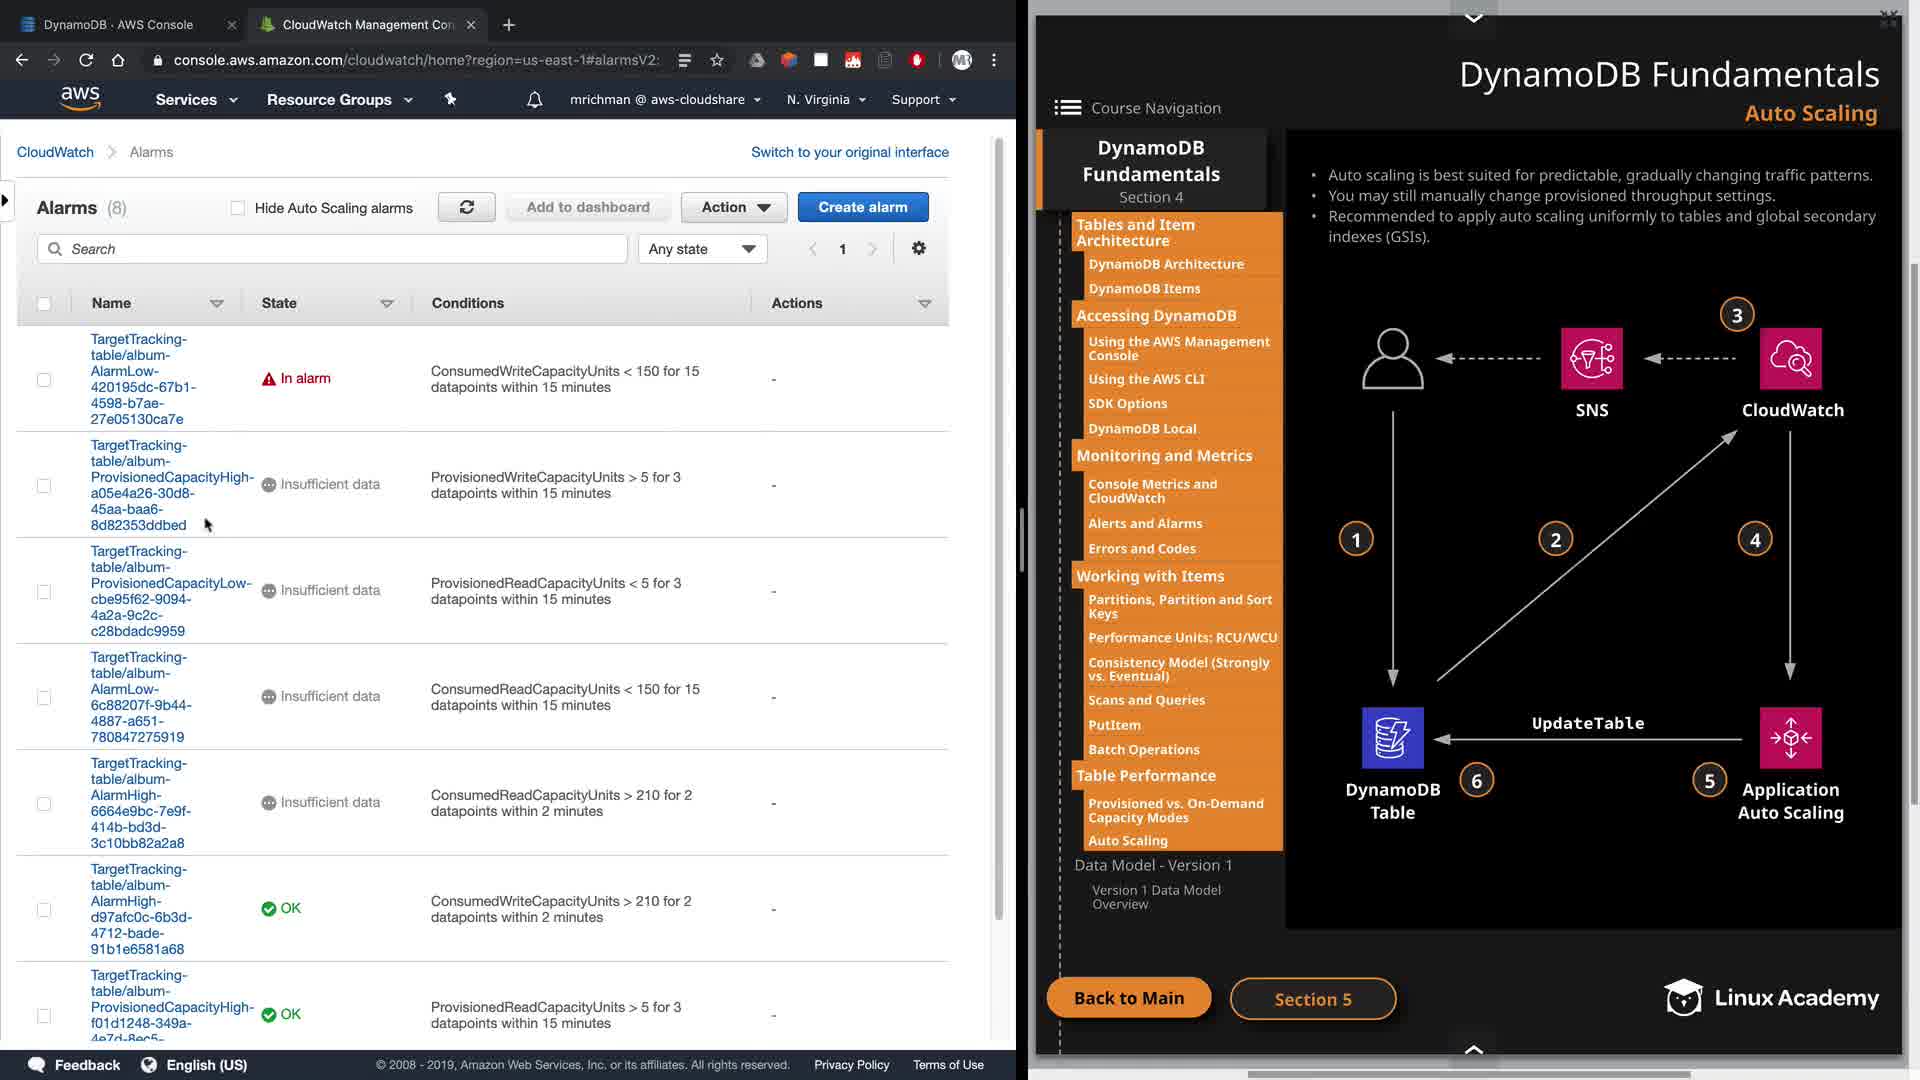 DynamoDB · AWS Console
CloudWatch Management Con
console.aws.amazon.com/cloudwatch/home?region=us-east-1#alarmsV2:
aws
Services
Resource Groups
mrichman @ aws-cloudshare
N. Virginia
Support
CloudWatch
Alarms
Switch to your original interface
Alarms (8)
Hide Auto Scaling alarms
Add to dashboard
Action
Create alarm
Search
Any state
1
Name
State
Conditions
Actions
TargetTracking-
table/album-
AlarmLow-
420195dc-67b1-
4598-b7ae-
27e05130ca7e
In alarm
ConsumedWriteCapacityUnits < 150 for 15
datapoints within 15 minutes
-
TargetTracking-
table/album-
ProvisionedCapacityHigh-
a05e4a26-30d8-
45aa-baa6-
8d82353ddbed
Insufficient data
ProvisionedWriteCapacityUnits > 5 for 3
datapoints within 15 minutes
-
TargetTracking-
table/album-
ProvisionedCapacityLow-
cbe95f62-9094-
4a2a-9c2c-
c28bdadc9959
Insufficient data
ProvisionedReadCapacityUnits < 5 for 3
datapoints within 15 minutes
-
TargetTracking-
table/album-
AlarmLow-
6c88207f-9b44-
4887-a651-
780847275919
Insufficient data
ConsumedReadCapacityUnits < 150 for 15
datapoints within 15 minutes
-
TargetTracking-
table/album-
AlarmHigh-
6664e9bc-7e9f-
414b-bd3d-
3c10bb82a2a8
Insufficient data
ConsumedReadCapacityUnits > 210 for 2
datapoints within 2 minutes
-
TargetTracking-
table/album-
AlarmHigh-
d97afc0c-6b3d-
4712-bade-
91b1e6581a68
OK
ConsumedWriteCapacityUnits > 210 for 2
datapoints within 2 minutes
-
TargetTracking-
table/album-
ProvisionedCapacityHigh-
f01d1248-349a-
4e7d-8ec5-
OK
ProvisionedReadCapacityUnits > 5 for 3
datapoints within 15 minutes
-
Feedback
English (US)
© 2008 - 2019, Amazon Web Services, Inc. or its affiliates. All rights reserved.
Privacy Policy
Terms of Use
DynamoDB Fundamentals
Auto Scaling
Course Navigation
DynamoDB
Fundamentals
Section 4
Tables and Item
Architecture
DynamoDB Architecture
DynamoDB Items
Accessing DynamoDB
Using the AWS Management
Console
Using the AWS CLI
SDK Options
DynamoDB Local
Monitoring and Metrics
Console Metrics and
CloudWatch
Alerts and Alarms
Errors and Codes
Working with Items
Partitions, Partition and Sort
Keys
Performance Units: RCU/WCU
Consistency Model (Strongly
vs. Eventual)
Scans and Queries
PutItem
Batch Operations
Table Performance
Provisioned vs. On-Demand
Capacity Modes
Auto Scaling
Data Model - Version 1
Version 1 Data Model
Overview
• Auto scaling is best suited for predictable, gradually changing traffic patterns.
• You may still manually change provisioned throughput settings.
• Recommended to apply auto scaling uniformly to tables and global secondary
indexes (GSIs).
3
SNS
CloudWatch
1
2
4
UpdateTable
6
5
DynamoDB
Table
Application
Auto Scaling
Back to Main
Section 5
Linux Academy